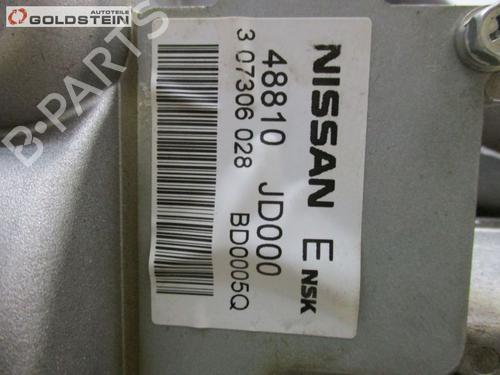 AUTOTEILE
GOLDSTEIN
B-PARTS
NISSAN E NSK
48810 JD000
3 07306 028 BD0005Q